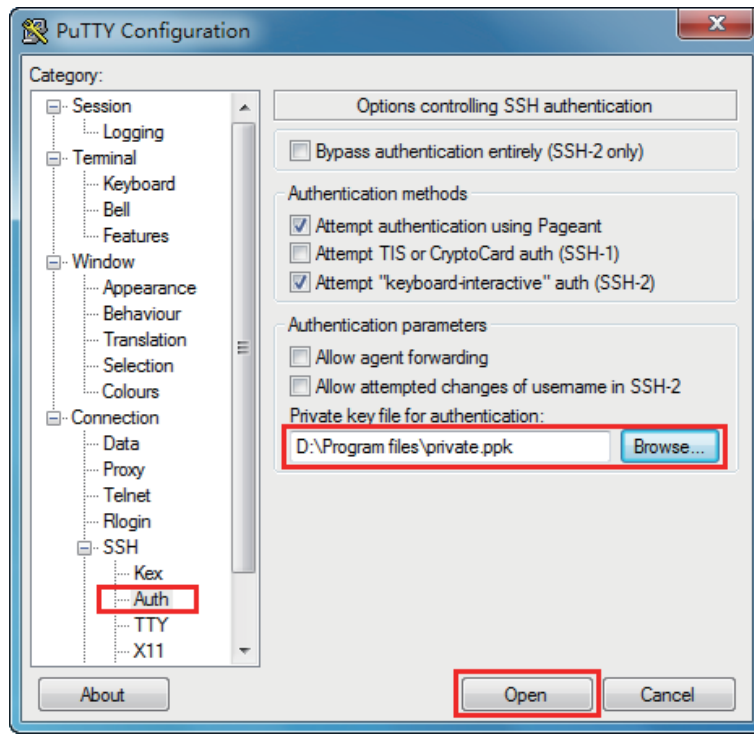 PuTTY Configuration
Category:
Session
Logging
Terminal
Keyboard
Bell
Features
Window
Appearance
Behaviour
Translation
Selection
Colours
Connection
Data
Proxy
Telnet
Rlogin
SSH
Kex
Auth
TTY
X11
Options controlling SSH authentication
Bypass authentication entirely (SSH-2 only)
Authentication methods
Attempt authentication using Pageant
Attempt TIS or CryptoCard auth (SSH-1)
Attempt "keyboard-interactive" auth (SSH-2)
Authentication parameters
Allow agent forwarding
Allow attempted changes of username in SSH-2
Private key file for authentication:
D:\Program files\private.ppk
Browse...
About
Open
Cancel